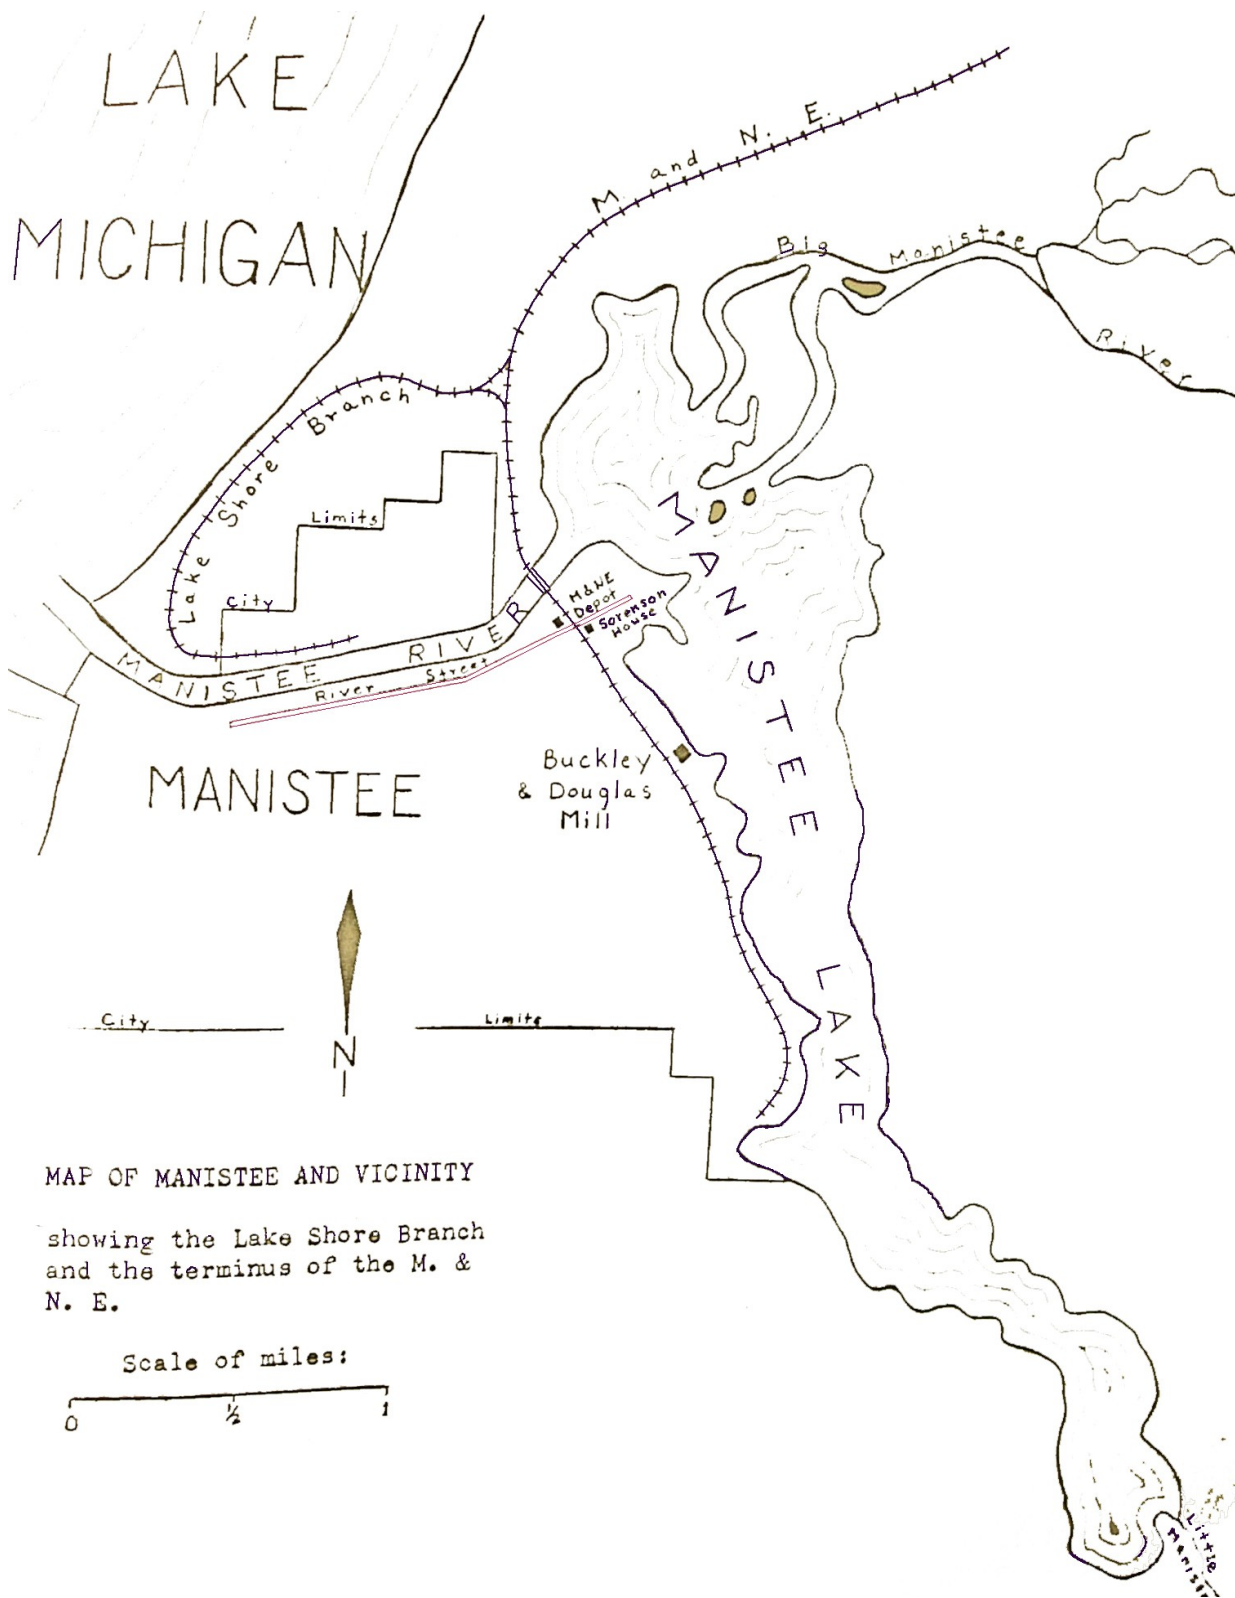 LAKE
MICHIGAN
M and N. E.
Big Manistee
River
Lake Shore Branch
Limits
City
M&NE
Depot
Sorenson
House
MANISTEE RIVER
River Street
MANISTEE LAKE
Buckley
& Douglas
Mill
MANISTEE
City
Limits
N
MAP OF MANISTEE AND VICINITY
showing the Lake Shore Branch
and the terminus of the M. &
N. E.
Scale of miles:
0 ½ 1
Little